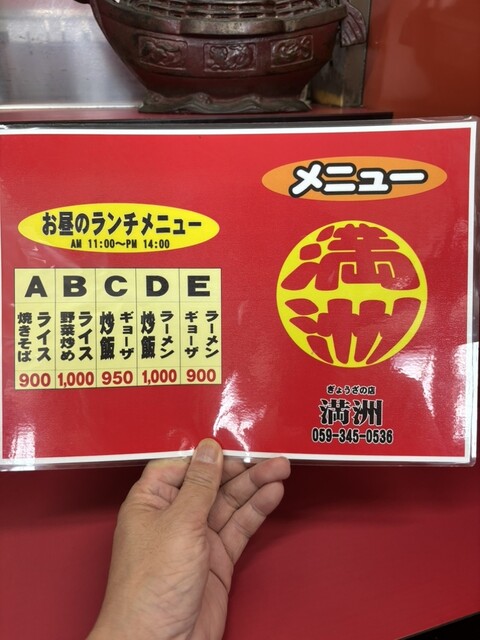 お昼のランチメニュー
AM 11:00〜PM 14:00
A B C D E
ライス
焼きそば
900
ライス
野菜炒め
1,000
ギョーザ
炒飯
950
ラーメン
炒飯
1,000
ラーメン
ギョーザ
900
メニュー
満洲
ぎょうざの店
満洲
059-345-0536